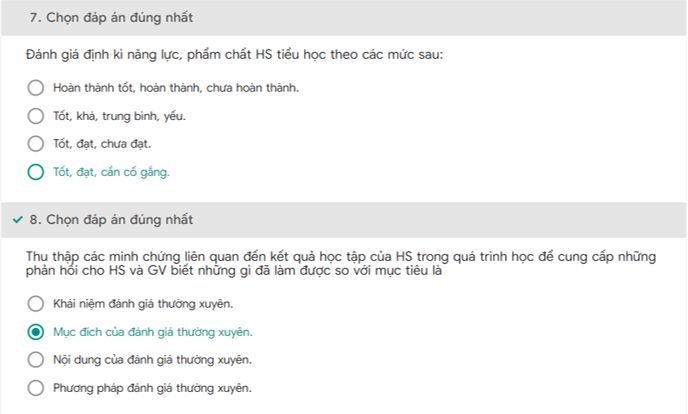 7. Chọn đáp án đúng nhất
Đánh giá định kì năng lực, phẩm chất HS tiểu học theo các mức sau:
Hoàn thành tốt, hoàn thành, chưa hoàn thành.
Tốt, khá, trung bình, yếu.
Tốt, đạt, chưa đạt.
Tốt, đạt, cần cố gắng.
8. Chọn đáp án đúng nhất
Thu thập các minh chứng liên quan đến kết quả học tập của HS trong quá trình học để cung cấp những
phản hồi cho HS và GV biết những gì đã làm được so với mục tiêu là
Khái niệm đánh giá thường xuyên.
Mục đích của đánh giá thường xuyên.
Nội dung của đánh giá thường xuyên.
Phương pháp đánh giá thường xuyên.